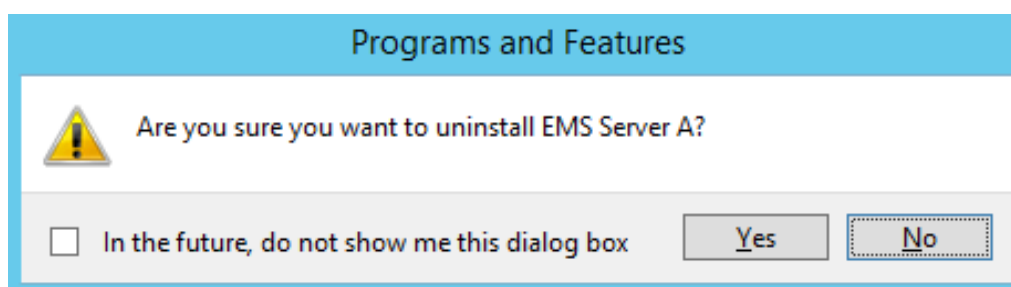 Programs and Features
Are you sure you want to uninstall EMS Server A?
In the future, do not show me this dialog box
Yes
No